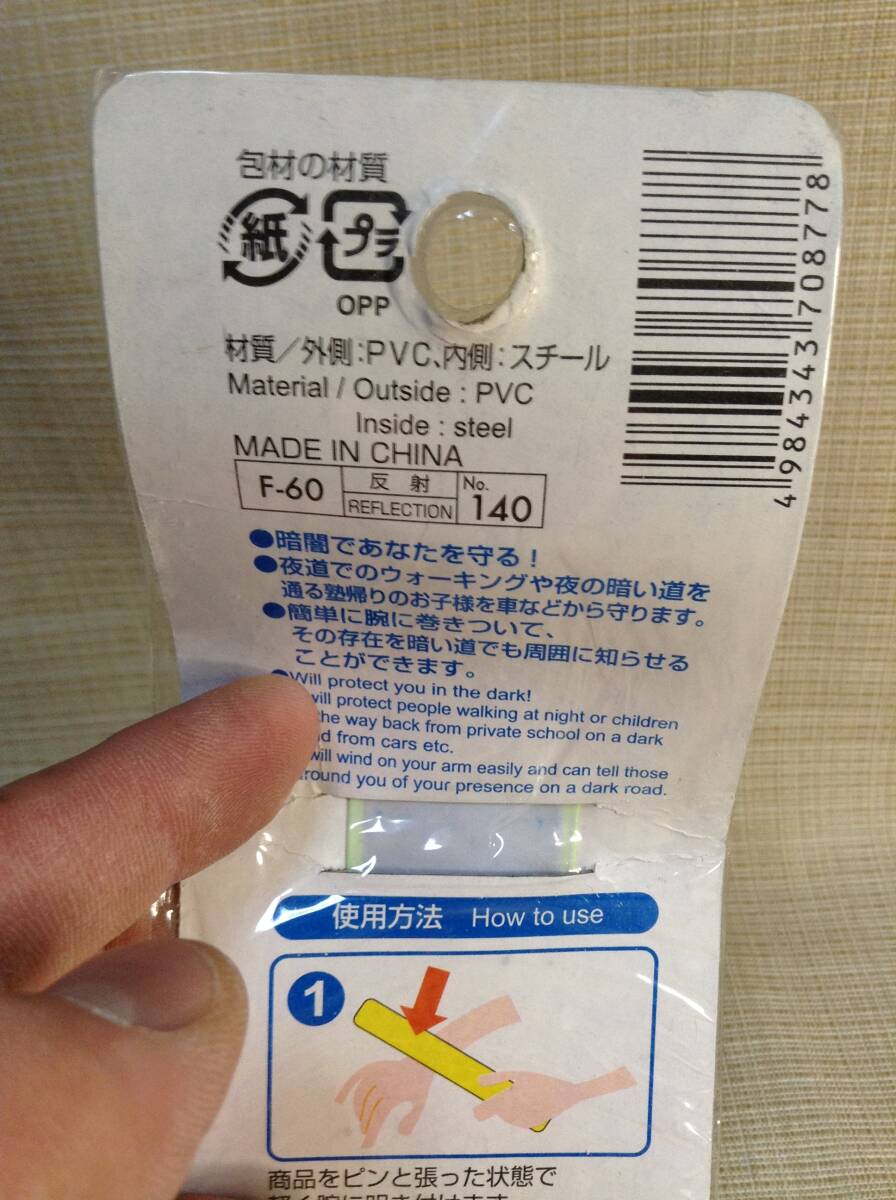 包材の材質
紙 プラ
OPP
材質／外側:PVC、内側:スチール
Material / Outside : PVC
Inside : steel
MADE IN CHINA
F-60 反射 REFLECTION No. 140
4984343708778
●暗闇であなたを守る！
●夜道でのウォーキングや夜の暗い道を
通る塾帰りのお子様を車などから守ります。
●簡単に腕に巻きついて、
その存在を暗い道でも周囲に知らせる
ことができます。
●Will protect you in the dark!
will protect people walking at night or children
the way back from private school on a dark
from cars etc.
will wind on your arm easily and can tell those
you of your presence on a dark road.
使用方法 How to use
1
商品をピンと張った状態で